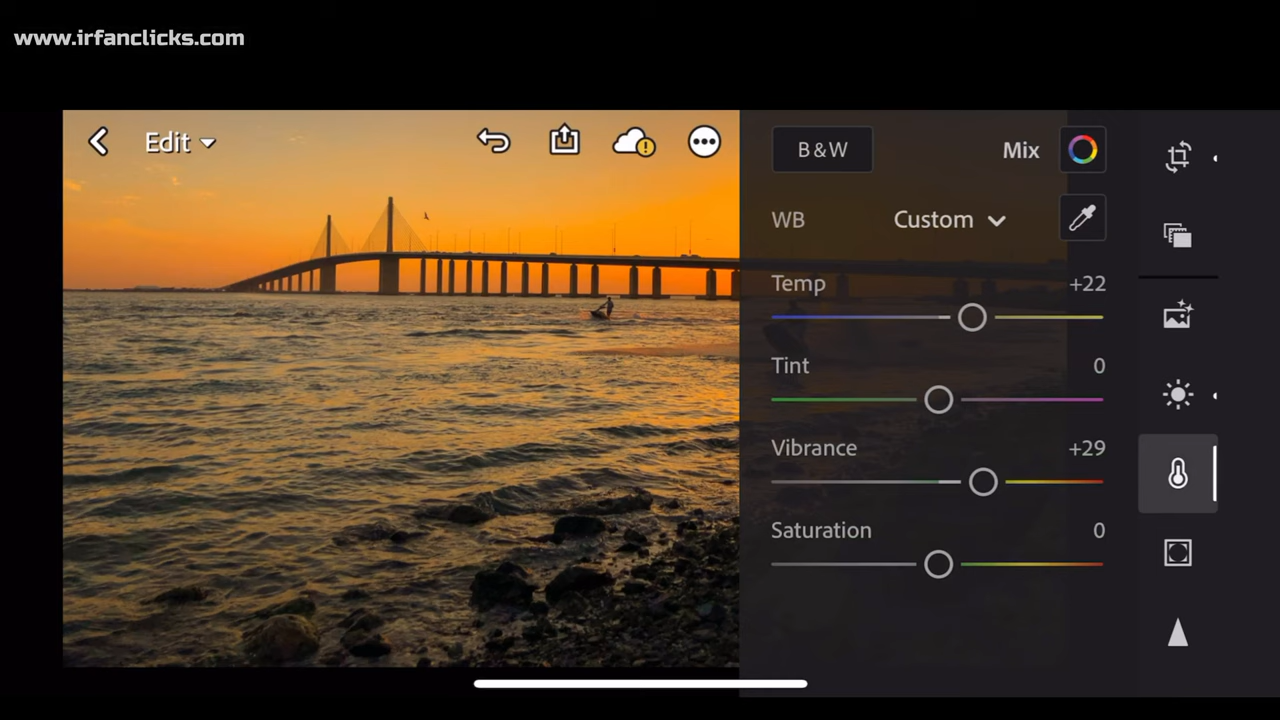 www.irfanclicks.com
Edit
B&W
Mix
WB
Custom
Temp
+22
Tint
0
Vibrance
+29
Saturation
0